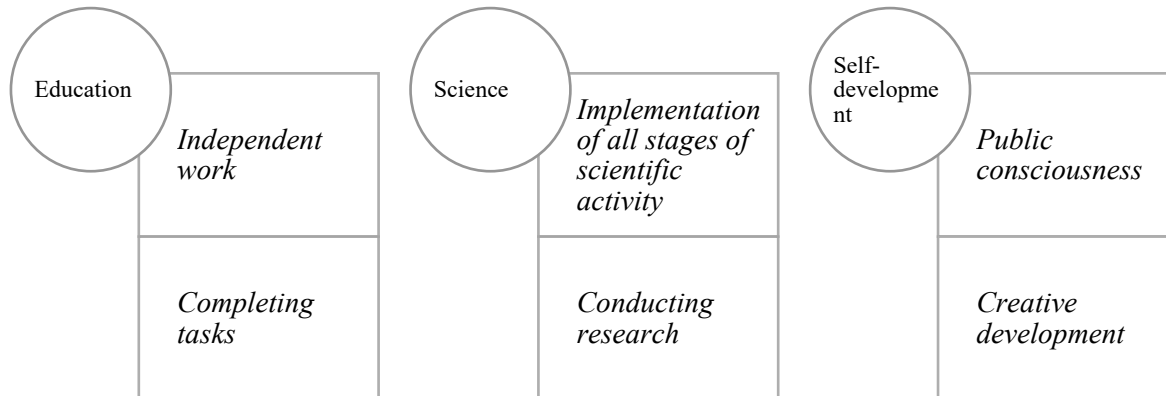 Education
Independent
work
Completing
tasks
Science
Implementation
of all stages of
scientific
activity
Conducting
research
Self-
developme
nt
Public
consciousness
Creative
development